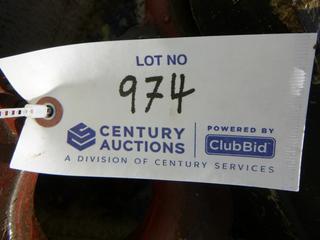 LOT NO
974
CENTURY AUCTIONS
POWERED BY
ClubBid
A DIVISION OF CENTURY SERVICES